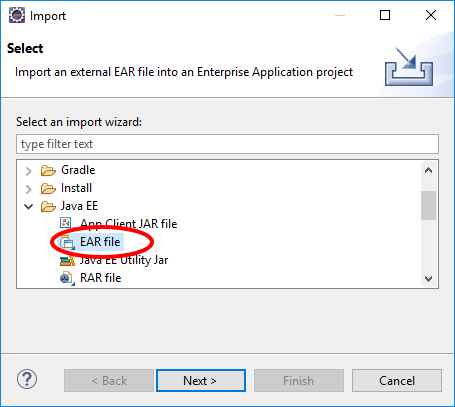 Import
Select
Import an external EAR file into an Enterprise Application project
Select an import wizard:
type filter text
Gradle
Install
Java EE
App Client JAR file
EAR file
Java EE Utility Jar
RAR file
?
< Back
Next >
Finish
Cancel